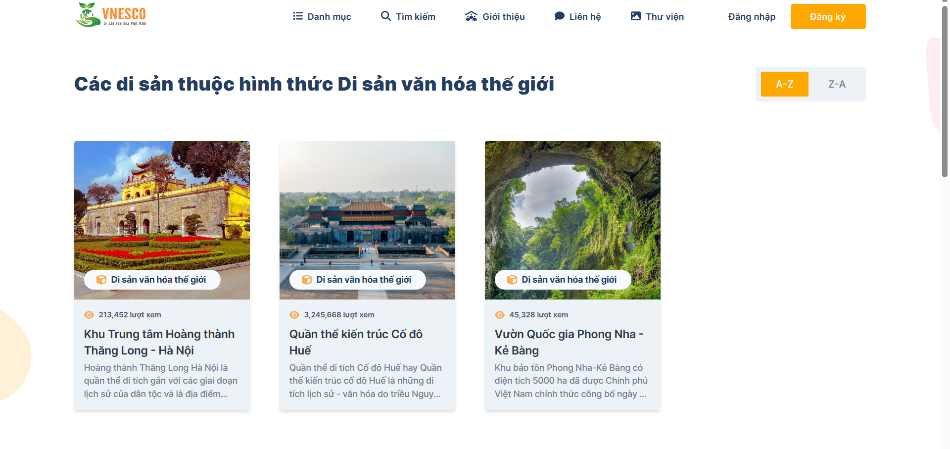 VNESCO
Di sản văn hóa Việt Nam
Danh mục
Tìm kiếm
Giới thiệu
Liên hệ
Thư viện
Đăng nhập
Đăng ký
Các di sản thuộc hình thức Di sản văn hóa thế giới
A-Z
Z-A
Di sản văn hóa thế giới
213,452 lượt xem
Khu Trung tâm Hoàng thành
Thăng Long - Hà Nội
Hoàng thành Thăng Long Hà Nội là
quần thể di tích gắn với các giai đoạn
lịch sử của dân tộc và là địa điểm...
Di sản văn hóa thế giới
3,245,668 lượt xem
Quần thể kiến trúc Cố đô
Huế
Quần thể di tích Cố đô Huế hay Quần
thể kiến trúc cố đô Huế là những di
tích lịch sử - văn hóa do triều Nguy...
Di sản văn hóa thế giới
45,328 lượt xem
Vườn Quốc gia Phong Nha -
Kẻ Bàng
Khu bảo tồn Phong Nha-Kẻ Bàng có
diện tích 5000 ha đã được Chính phủ
Việt Nam chính thức công bố ngày ...